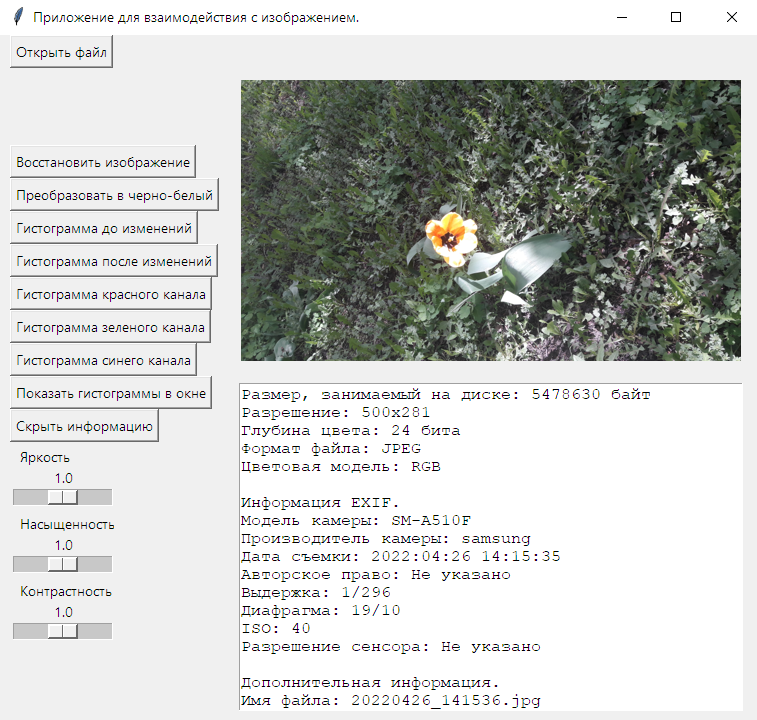 Приложение для взаимодействия с изображением.
Открыть файл
Восстановить изображение
Преобразовать в черно-белый
Гистограмма до изменений
Гистограмма после изменений
Гистограмма красного канала
Гистограмма зеленого канала
Гистограмма синего канала
Показать гистограммы в окне
Скрыть информацию
Яркость
1.0
Насыщенность
1.0
Контрастность
1.0
Размер, занимаемый на диске: 5478630 байт
Разрешение: 500x281
Глубина цвета: 24 бита
Формат файла: JPEG
Цветовая модель: RGB
Информация EXIF.
Модель камеры: SM-A510F
Производитель камеры: samsung
Дата съемки: 2022:04:26 14:15:35
Авторское право: Не указано
Выдержка: 1/296
Диафрагма: 19/10
ISO: 40
Разрешение сенсора: Не указано
Дополнительная информация.
Имя файла: 20220426_141536.jpg